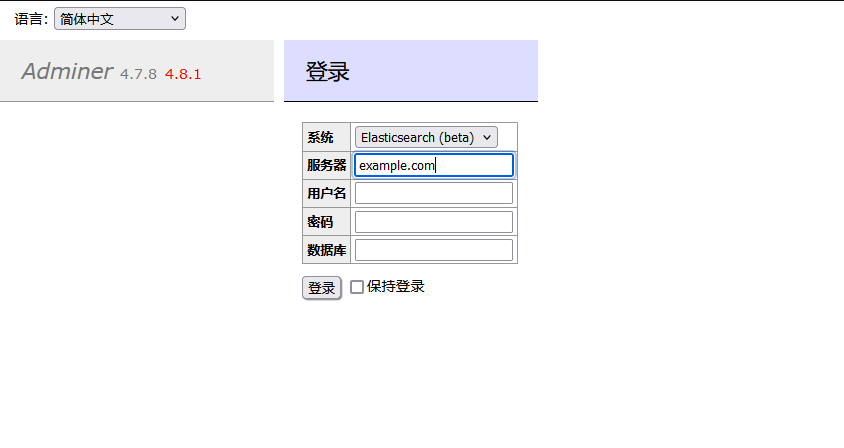 语言: 简体中文
Adminer 4.7.8 4.8.1
登录
系统 Elasticsearch (beta)
服务器 example.com
用户名
密码
数据库
登录 保持登录